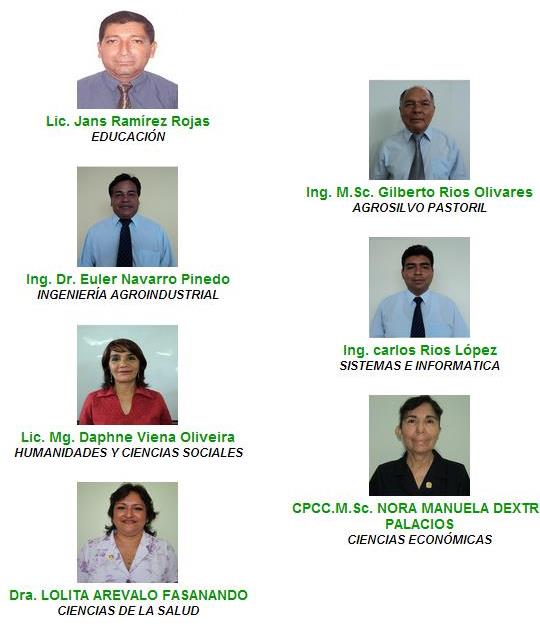 Lic. Jans Ramírez Rojas
EDUCACIÓN
Ing. Dr. Euler Navarro Pinedo
INGENIERÍA AGROINDUSTRIAL
Lic. Mg. Daphne Viena Oliveira
HUMANIDADES Y CIENCIAS SOCIALES
Dra. LOLITA AREVALO FASANANDO
CIENCIAS DE LA SALUD
Ing. M.Sc. Gilberto Rios Olivares
AGROSILVO PASTORIL
Ing. carlos Rios López
SISTEMAS E INFORMATICA
CPCC.M.Sc. NORA MANUELA DEXTR
PALACIOS
CIENCIAS ECONÓMICAS